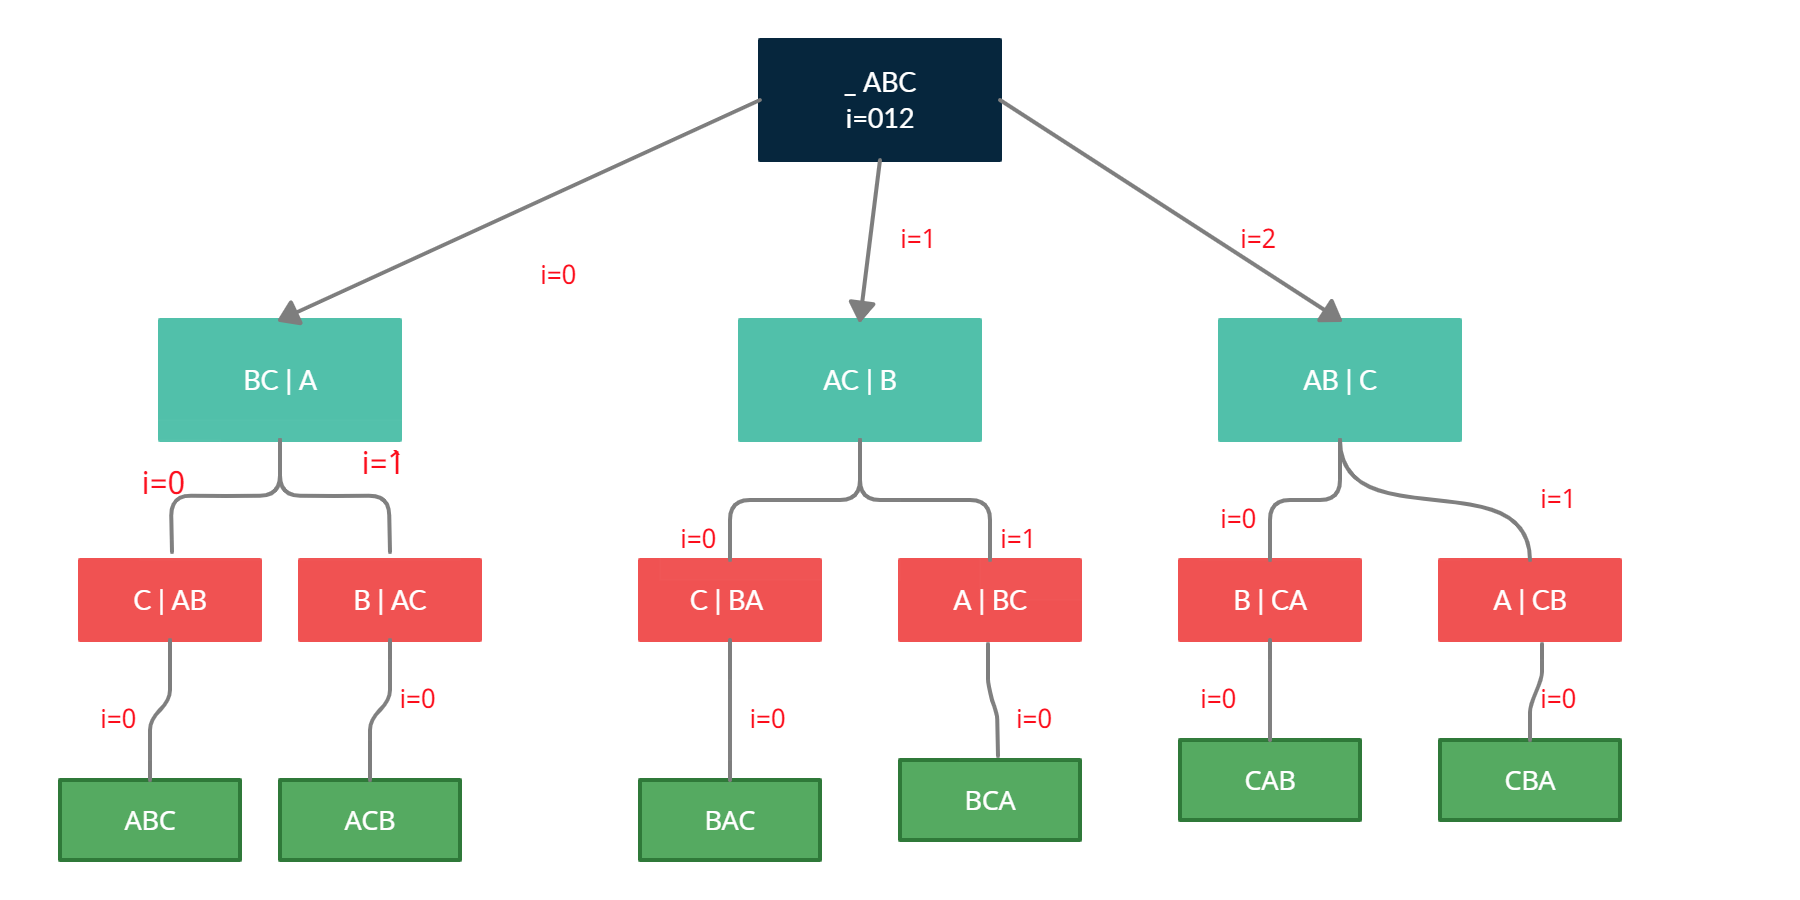 _ ABC
i=012
i=0
i=1
i=2
BC | A
AC | B
AB | C
i=0
i=1
i=0
i=1
i=0
i=1
C | AB
B | AC
C | BA
A | BC
B | CA
A | CB
i=0
i=0
i=0
i=0
i=0
i=0
ABC
ACB
BAC
BCA
CAB
CBA